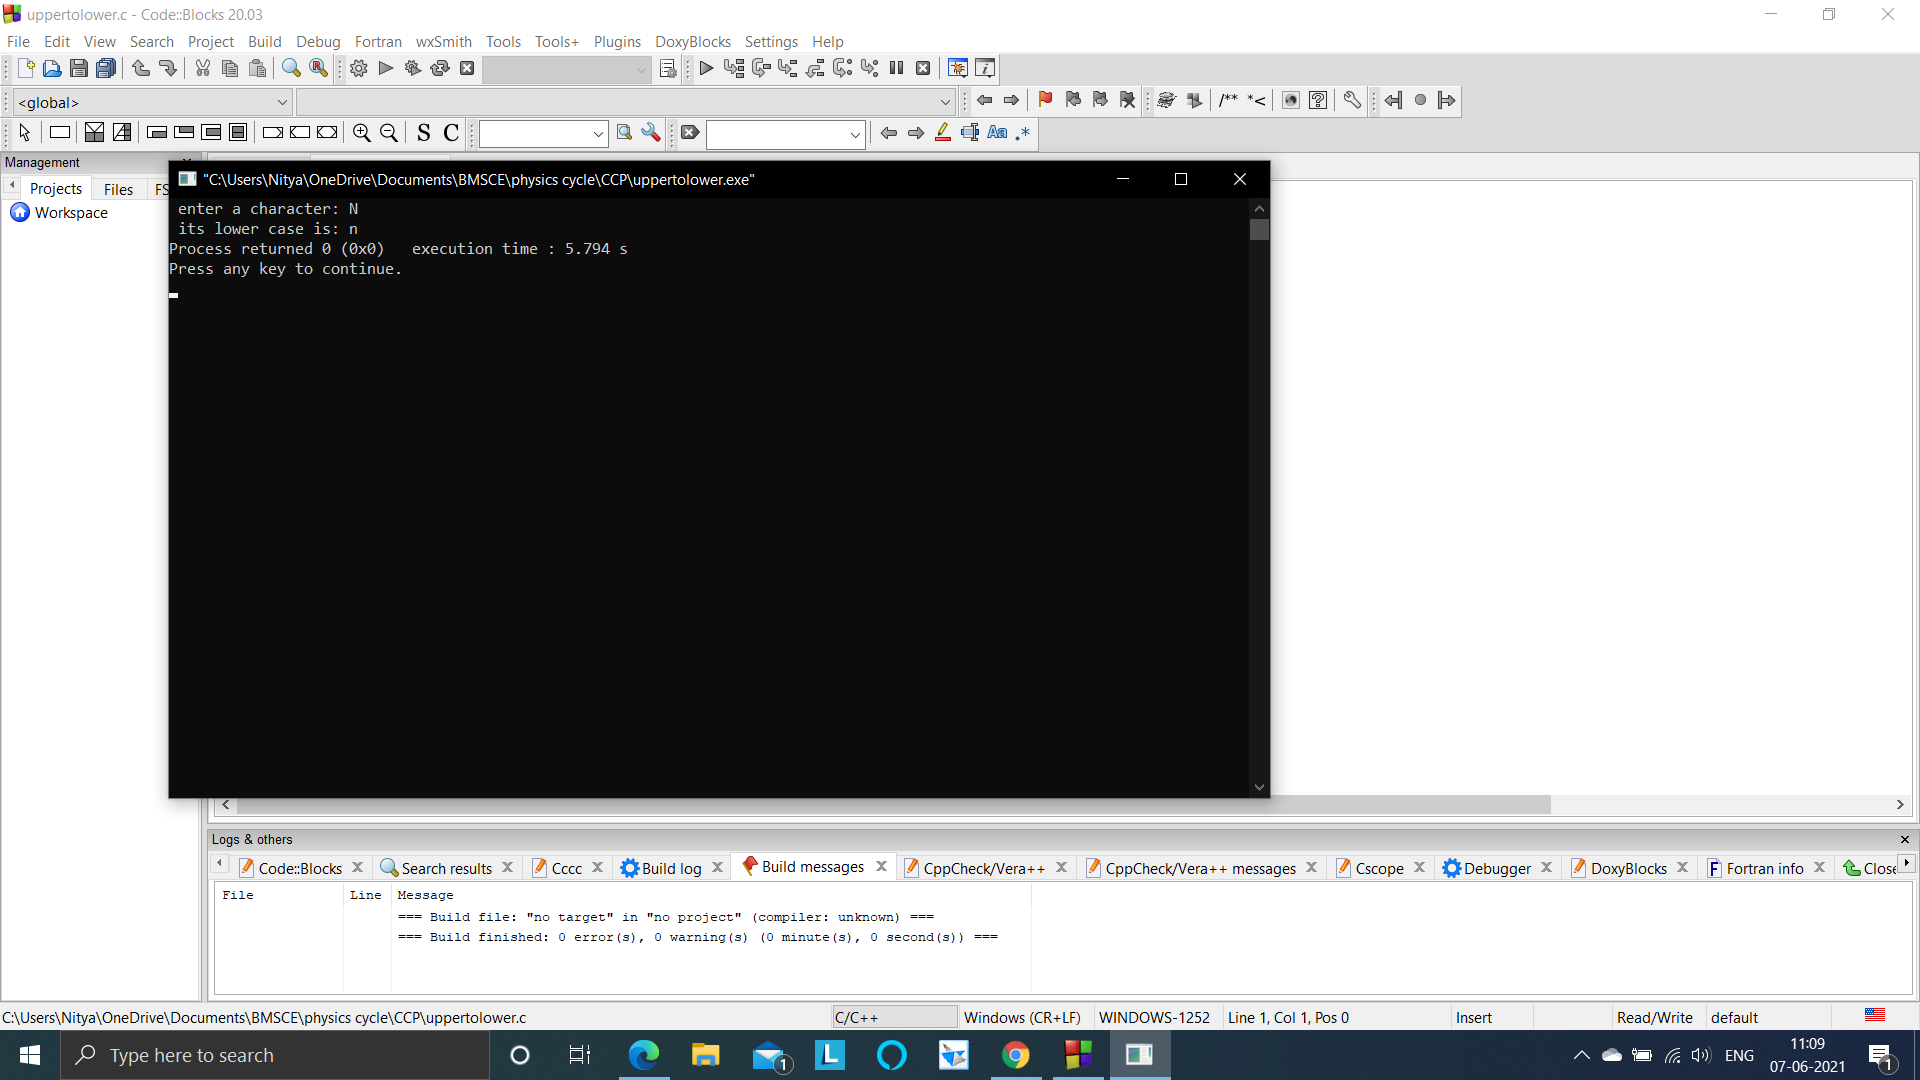 uppertolower.c - Code::Blocks 20.03
File Edit View Search Project Build Debug Fortran wxSmith Tools Tools+ Plugins DoxyBlocks Settings Help
<global>
/** *<
S C
Aa .*
Management
Projects Files FS
Workspace
"C:\Users\Nitya\OneDrive\Documents\BMSCE\physics cycle\CCP\uppertolower.exe"
enter a character: N
its lower case is: n
Process returned 0 (0x0)   execution time : 5.794 s
Press any key to continue.
Logs & others
Code::Blocks Search results Cccc Build log Build messages CppCheck/Vera++ CppCheck/Vera++ messages Cscope Debugger DoxyBlocks Fortran info Close
File Line Message
=== Build file: "no target" in "no project" (compiler: unknown) ===
=== Build finished: 0 error(s), 0 warning(s) (0 minute(s), 0 second(s)) ===
C:\Users\Nitya\OneDrive\Documents\BMSCE\physics cycle\CCP\uppertolower.c C/C++ Windows (CR+LF) WINDOWS-1252 Line 1, Col 1, Pos 0 Insert Read/Write default
Type here to search
1
L
ENG
11:09
07-06-2021
1